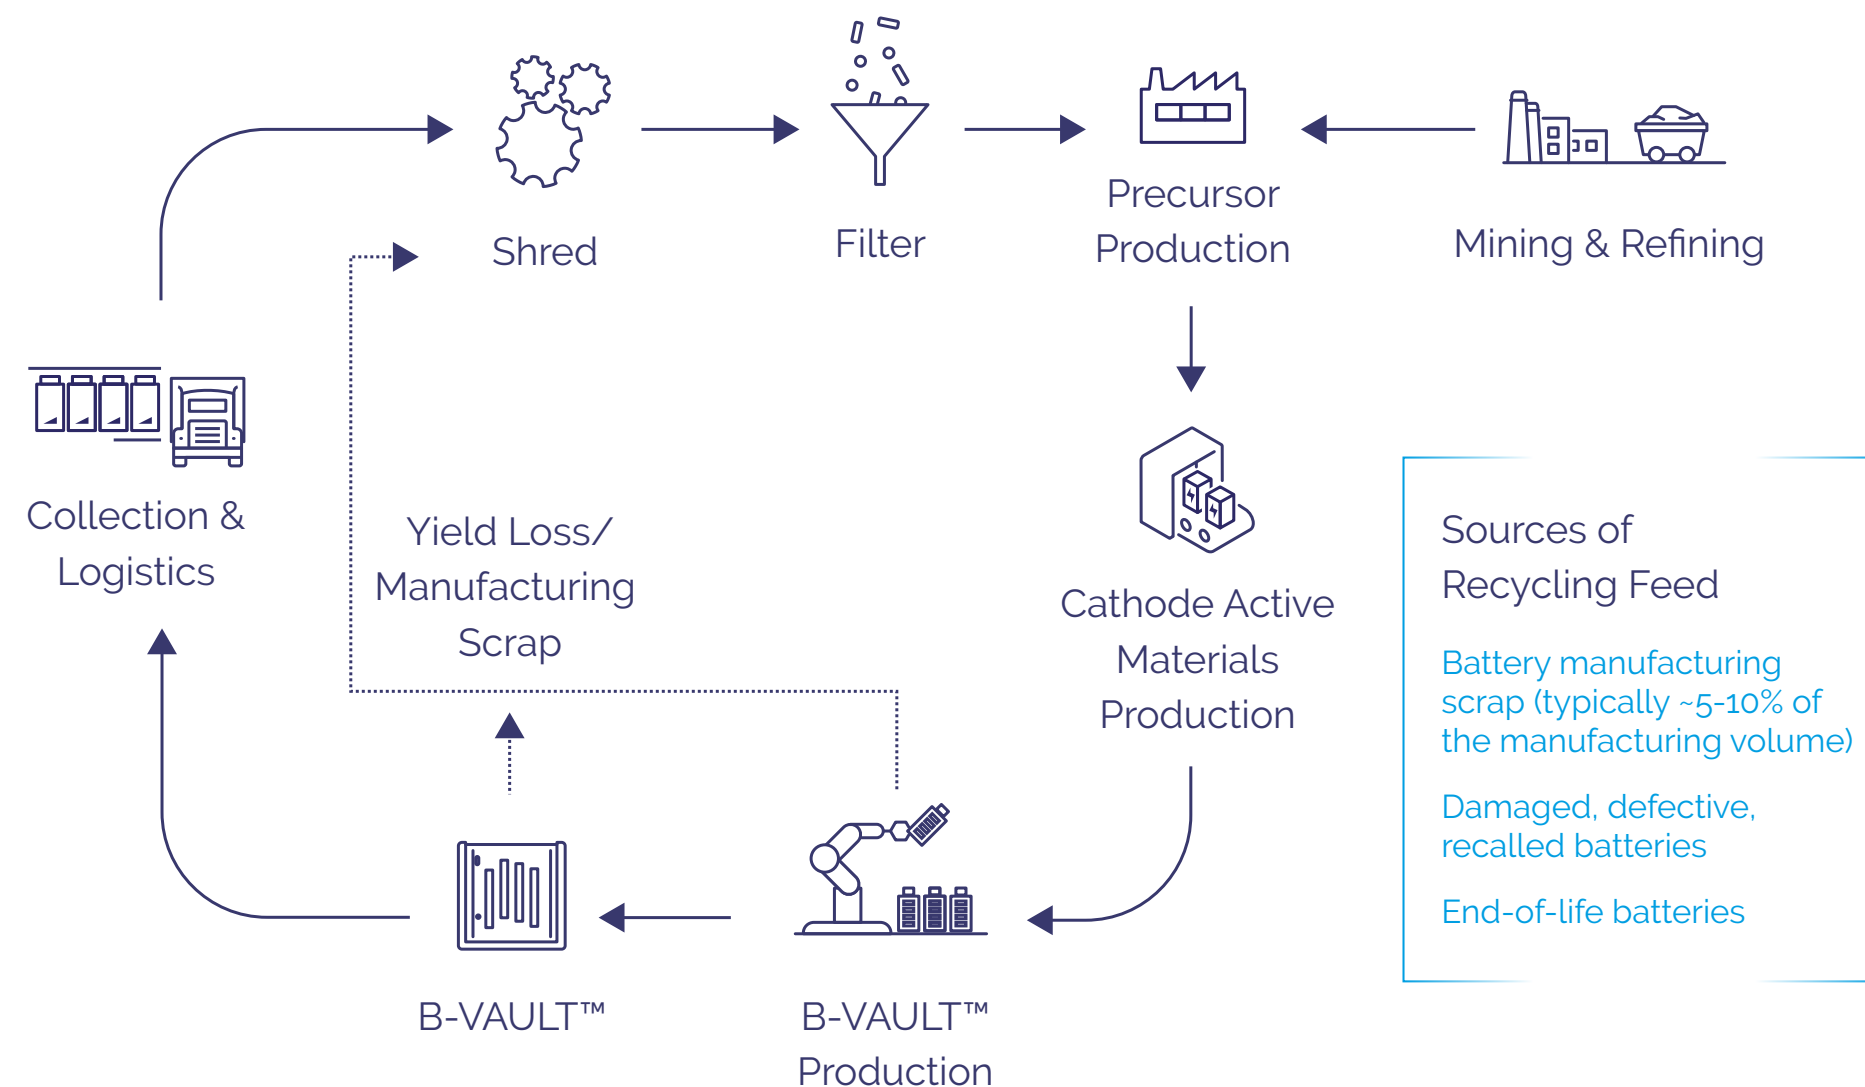 Shred
Filter
Precursor
Production
Mining & Refining
Collection &
Logistics
Yield Loss/
Manufacturing
Scrap
Cathode Active
Materials
Production
B-VAULT™
B-VAULT™
Production
Sources of
Recycling Feed
Battery manufacturing
scrap (typically ~5-10% of
the manufacturing volume)
Damaged, defective,
recalled batteries
End-of-life batteries